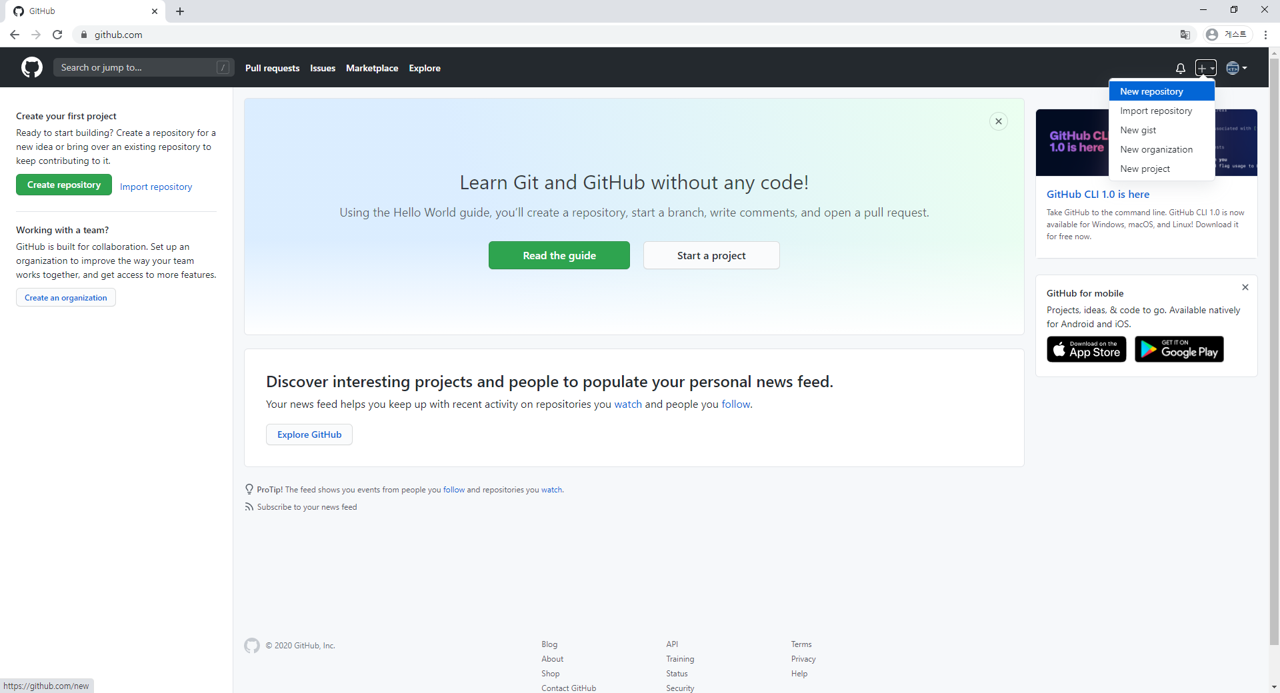 GitHub
github.com
게스트
Search or jump to...
/
Pull requests
Issues
Marketplace
Explore
New repository
Import repository
New gist
New organization
New project
Create your first project
Ready to start building? Create a repository for a
new idea or bring over an existing repository to
keep contributing to it.
Create repository
Import repository
Working with a team?
GitHub is built for collaboration. Set up an
organization to improve the way your team
works together, and get access to more features.
Create an organization
Learn Git and GitHub without any code!
Using the Hello World guide, you'll create a repository, start a branch, write comments, and open a pull request.
Read the guide
Start a project
Discover interesting projects and people to populate your personal news feed.
Your news feed helps you keep up with recent activity on repositories you watch and people you follow.
Explore GitHub
ProTip! The feed shows you events from people you follow and repositories you watch.
Subscribe to your news feed
GitHub CL
1.0 is here
GitHub CLI 1.0 is here
Take GitHub to the command line. GitHub CLI 1.0 is now
available for Windows, macOS, and Linux! Download it
for free now.
GitHub for mobile
Projects, ideas, & code to go. Available natively
for Android and iOS.
Download on the
App Store
GET IT ON
Google Play
© 2020 GitHub, Inc.
Blog
About
Shop
Contact GitHub
API
Training
Status
Security
Terms
Privacy
Help
https://github.com/new